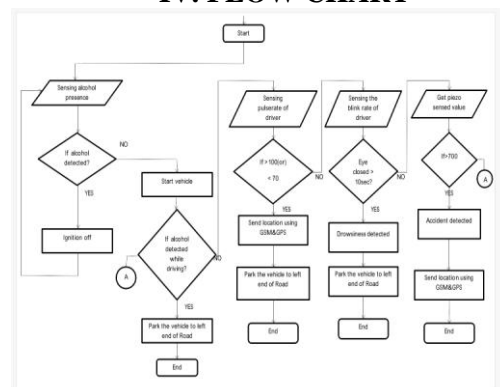 IV. FLOW CHART
Start
Sensing alcohol
presence
If
alcohol
detected?
NO
YES
Ignition off
Start vehicle
If
alcohol
detected
while
driving?
NO
A
YES
Park the vehicle to left
end of Road
End
Sensing
pulserate of
driver
If >100(or)
< 70
NO
YES
Send location using
GSM&GPS
Park the vehicle to left
end of Road
End
Sensing the
blink rate of
driver
Eye
closed >
10sec?
NO
YES
Drowsiness detected
Park the vehicle to left
end of Road
End
Get piezo
sensed value
If>700
A
YES
Accident detected
Send location using
GSM&GPS
End